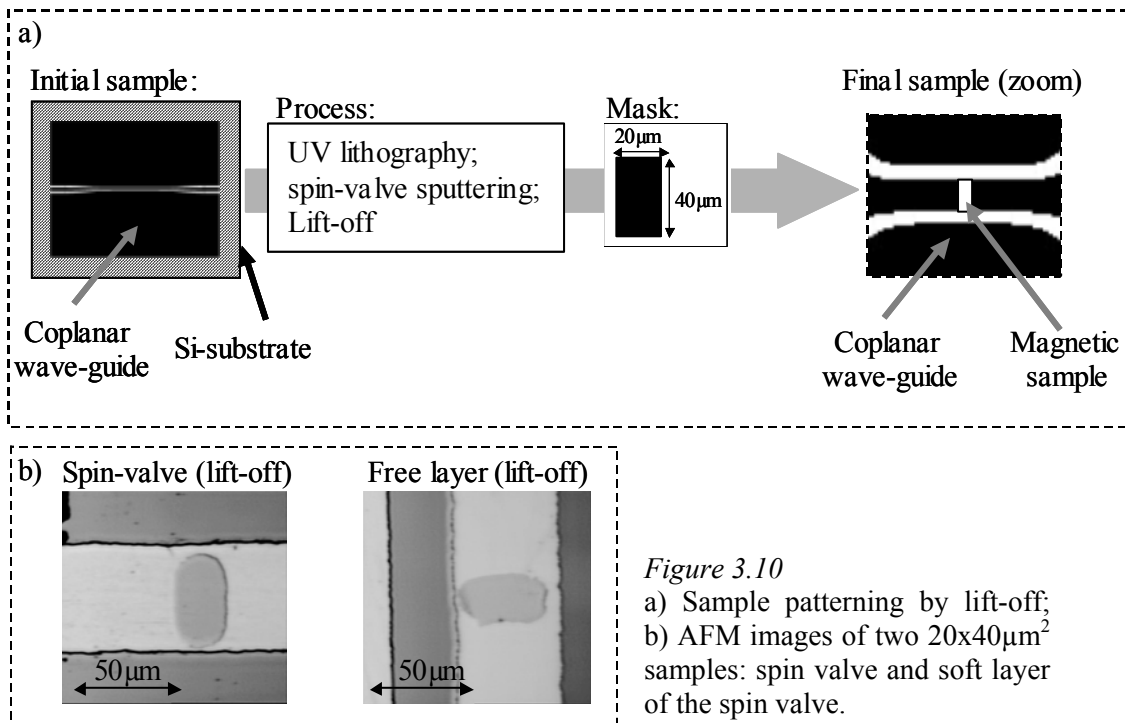 a)
Initial sample:
Process:
Mask:
Final sample (zoom)
UV lithography;
spin-valve sputtering;
Lift-off
20µm
40µm
Coplanar
wave-guide
Si-substrate
Coplanar
wave-guide
Magnetic
sample
b)
Spin-valve (lift-off)
Free layer (lift-off)
50µm
50µm
Figure 3.10
a) Sample patterning by lift-off;
b) AFM images of two 20x40µm²
samples: spin valve and soft layer
of the spin valve.